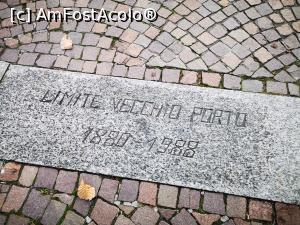 [c] AmFostAcolo®
LIMITE VECCHIO PORTO
1880-1988